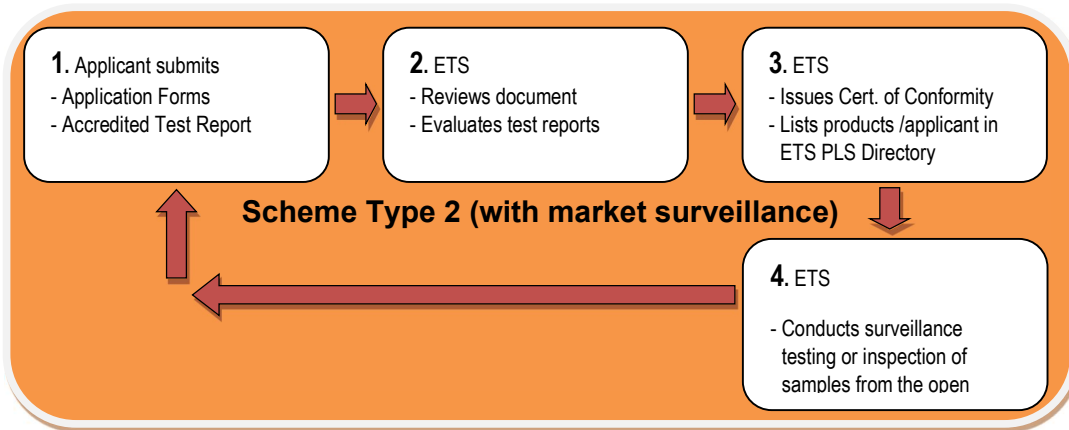 1. Applicant submits
- Application Forms
- Accredited Test Report
2. ETS
- Reviews document
- Evaluates test reports
3. ETS
- Issues Cert. of Conformity
- Lists products /applicant in
ETS PLS Directory
Scheme Type 2 (with market surveillance)
4. ETS
- Conducts surveillance
testing or inspection of
samples from the open